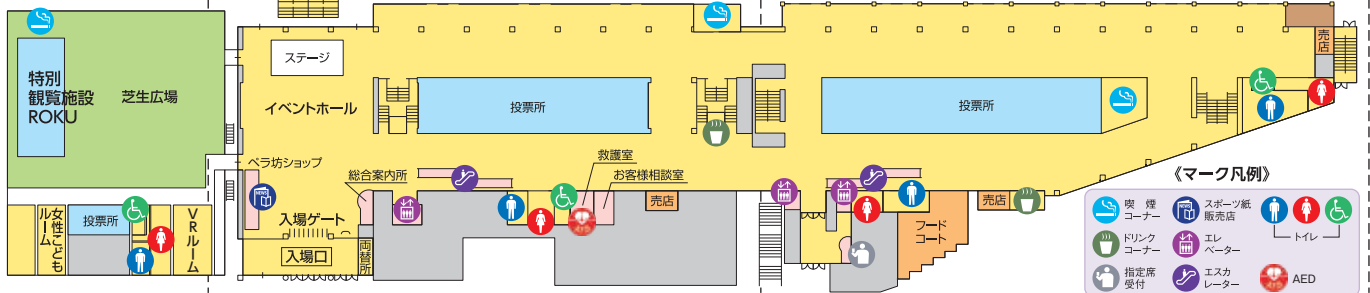 特別
観覧施設
ROKU
芝生広場
ステージ
イベントホール
投票所
投票所
売店
ベラ坊ショップ
総合案内所
救護室
お客様相談室
売店
売店
フード
コート
入場ゲート
入場口
両替所
女性こども
ルーム
投票所
VRルーム
《マーク凡例》
喫煙
コーナー
NEWS
スポーツ紙
販売店
トイレ
ドリンク
コーナー
エレ
ベーター
指定席
受付
エスカ
レーター
AED